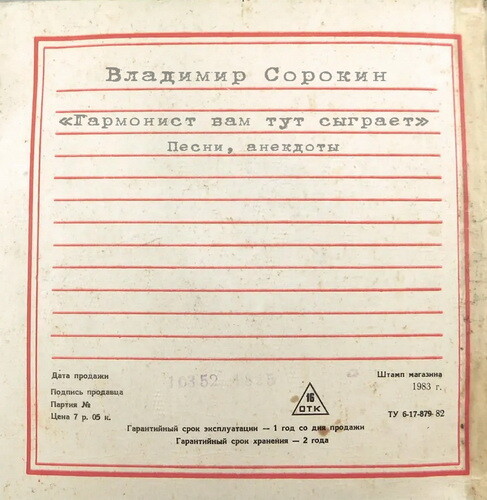 Владимир Сорокин
«Гармонист вам тут сыграет»
Песни, анекдоты
Дата продажи
Подпись продавца
Партия №
Цена 7 р. 05 к.
16
ОТК
Штамп магазина
1983 г.
ТУ 6-17-879- 82
Гарантийный срок эксплуатации — 1 год со дня продажи
Гарантийный срок хранения — 2 года